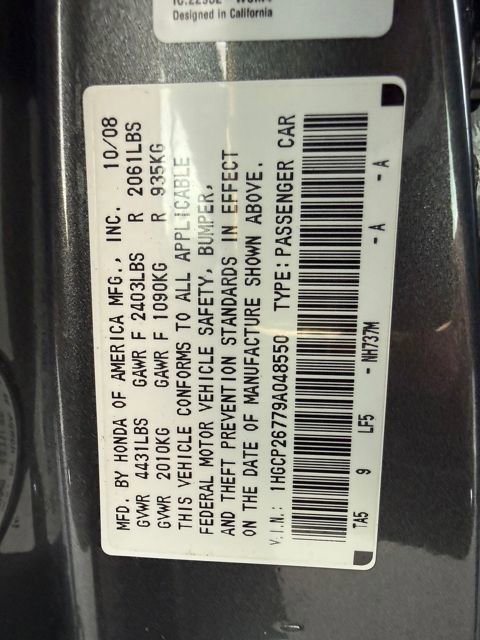 Designed in California
MFD. BY HONDA OF AMERICA MFG., INC. 10/08
GVWR 4431LBS GAWR F 2403LBS R 2061LBS
GVWR 2010KG GAWR F 1090KG R 935KG
THIS VEHICLE CONFORMS TO ALL APPLICABLE
FEDERAL MOTOR VEHICLE SAFETY, BUMPER,
AND THEFT PREVENTION STANDARDS IN EFFECT
ON THE DATE OF MANUFACTURE SHOWN ABOVE.
V.I.N.: 1HGCP26779A048550 TYPE: PASSENGER CAR
TA5 9 LF5 - NH737M - A - A